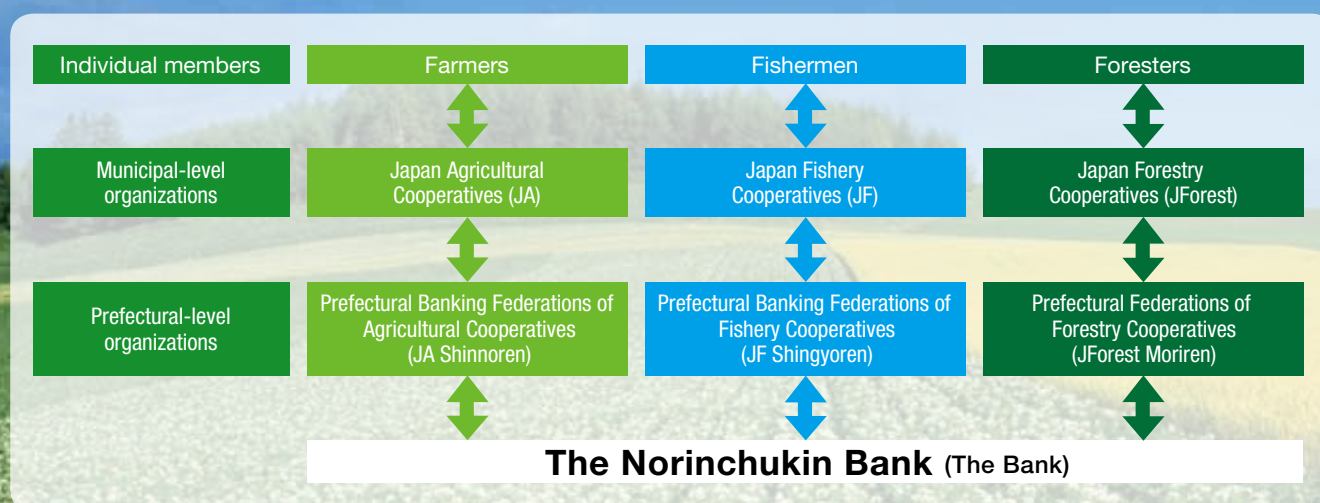 Individual members
Farmers
Fishermen
Foresters
Municipal-level
organizations
Japan Agricultural
Cooperatives (JA)
Japan Fishery
Cooperatives (JF)
Japan Forestry
Cooperatives (JForest)
Prefectural-level
organizations
Prefectural Banking Federations of
Agricultural Cooperatives
(JA Shinnoren)
Prefectural Banking Federations of
Fishery Cooperatives
(JF Shingyoren)
Prefectural Federations of
Forestry Cooperatives
(JForest Moriren)
The Norinchukin Bank (The Bank)